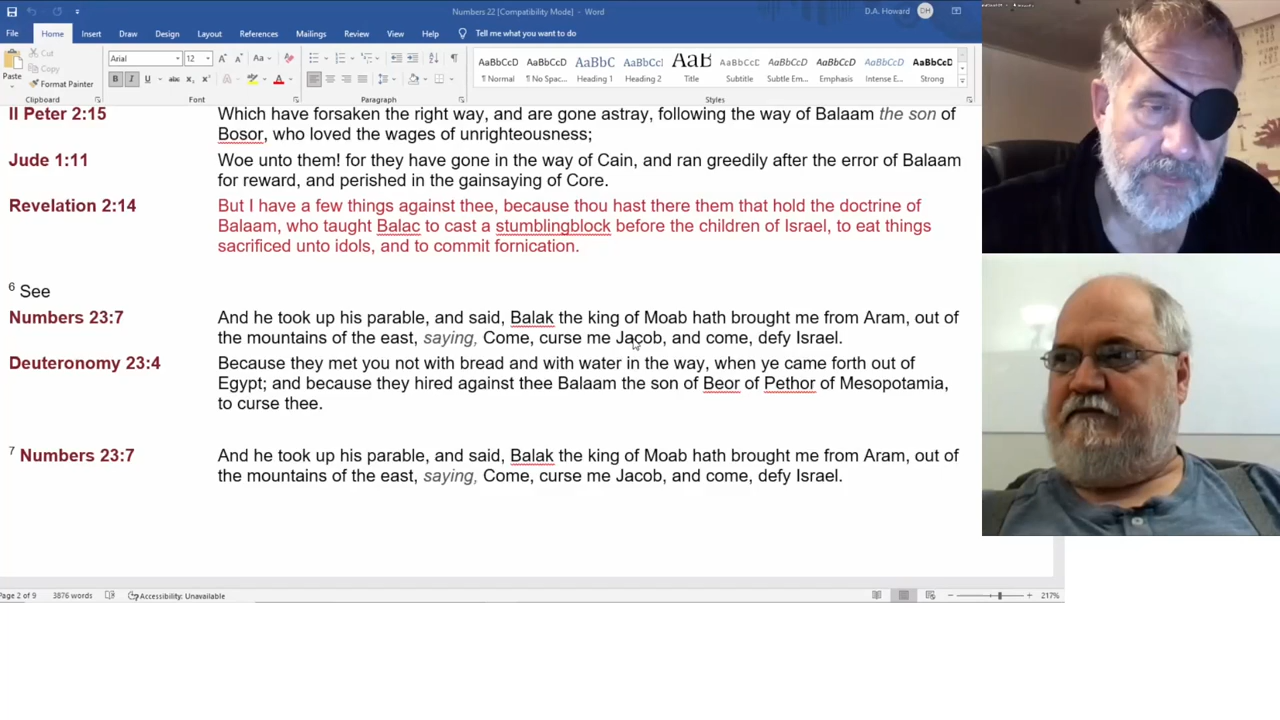 Numbers 22 [Compatibility Mode] - Word
D.A. Howard DH
File Home Insert Draw Design Layout References Mailings Review View Help Tell me what you want to do
Cut
Copy
Format Painter
Paste
Clipboard
Arial 12
B I U abc x₂ x²
Font
Paragraph
AaBbCcD AaBbCcD AaBbC AaBbCcI AaB AaBbCcD AaBbCcD AaBbCcD AaBbCcD AaBbCcD
¶ Normal ¶ No Spac... Heading 1 Heading 2 Title Subtitle Subtle Em... Emphasis Intense E... Strong
Styles
II Peter 2:15 Which have forsaken the right way, and are gone astray, following the way of Balaam the son of
Bosor, who loved the wages of unrighteousness;
Jude 1:11 Woe unto them! for they have gone in the way of Cain, and ran greedily after the error of Balaam
for reward, and perished in the gainsaying of Core.
Revelation 2:14 But I have a few things against thee, because thou hast there them that hold the doctrine of
Balaam, who taught Balac to cast a stumblingblock before the children of Israel, to eat things
sacrificed unto idols, and to commit fornication.
6 See
Numbers 23:7 And he took up his parable, and said, Balak the king of Moab hath brought me from Aram, out of
the mountains of the east, saying, Come, curse me Jacob, and come, defy Israel.
Deuteronomy 23:4 Because they met you not with bread and with water in the way, when ye came forth out of
Egypt; and because they hired against thee Balaam the son of Beor of Pethor of Mesopotamia,
to curse thee.
7 Numbers 23:7 And he took up his parable, and said, Balak the king of Moab hath brought me from Aram, out of
the mountains of the east, saying, Come, curse me Jacob, and come, defy Israel.
Page 2 of 9 3876 words Accessibility: Unavailable 217%